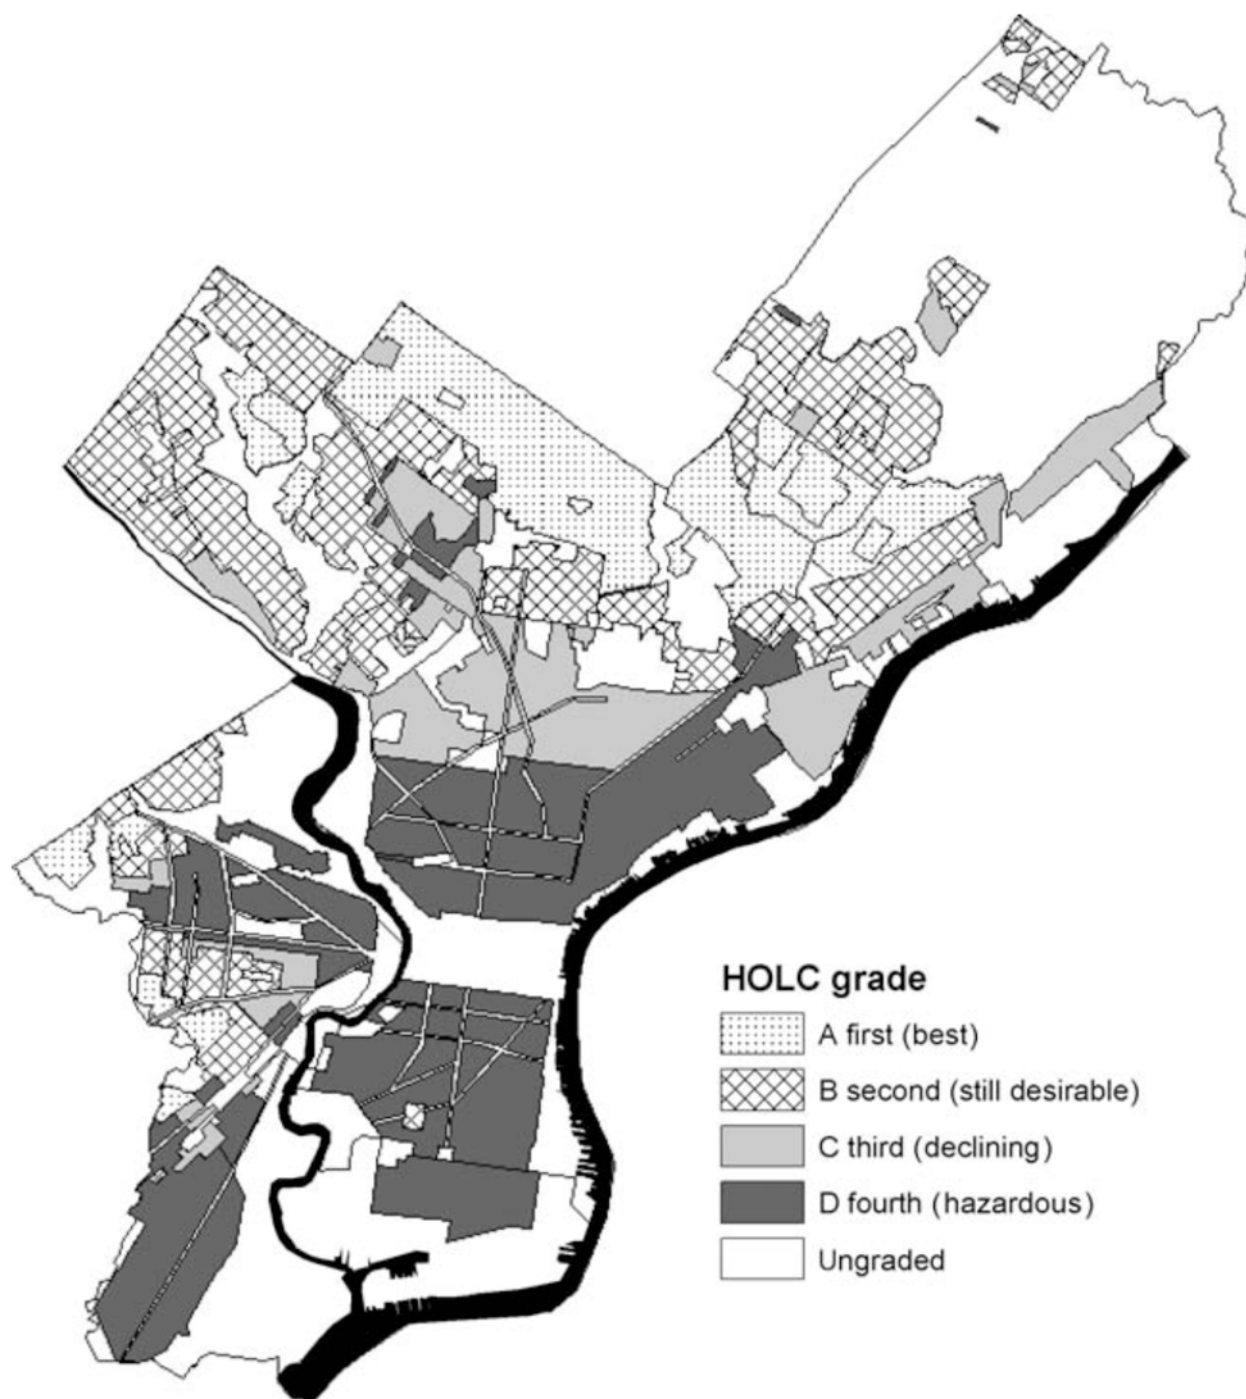 HOLC grade
A first (best)
B second (still desirable)
C third (declining)
D fourth (hazardous)
Ungraded